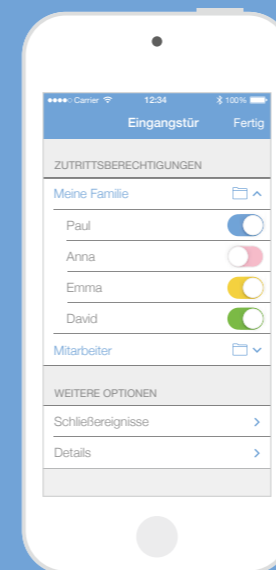 Carrier 12:34 100%
Eingangstür Fertig
ZUTRITTSBERECHTIGUNGEN
Meine Familie
Paul
Anna
Emma
David
Mitarbeiter
WEITERE OPTIONEN
Schließereignisse
Details